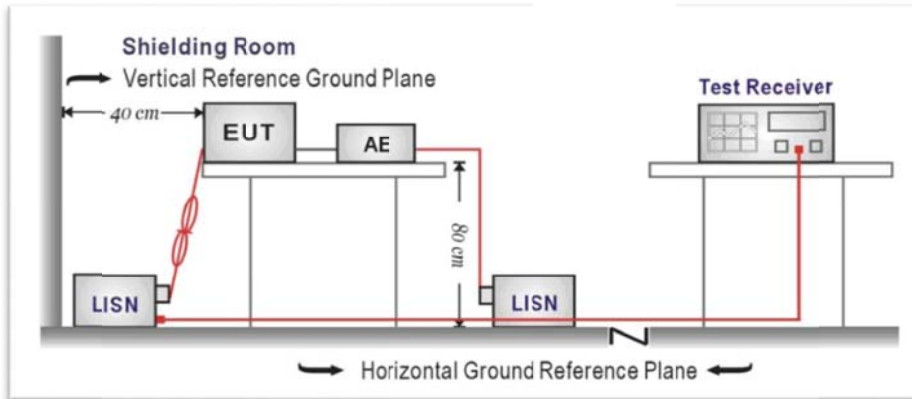 Shielding Room
Vertical Reference Ground Plane
Test Receiver
40 cm
EUT
AE
80 cm
LISN
LISN
Horizontal Ground Reference Plane